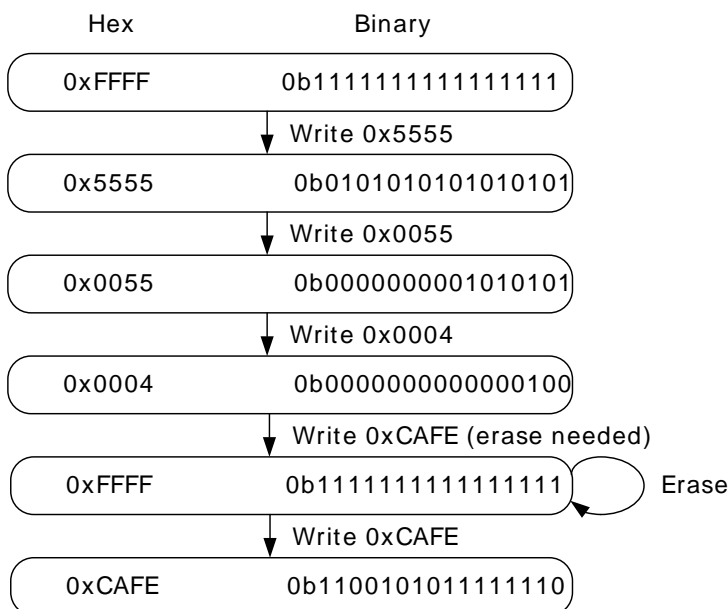 Hex Binary
0xFFFF 0b1111111111111111
Write 0x5555
0x5555 0b0101010101010101
Write 0x0055
0x0055 0b0000000001010101
Write 0x0004
0x0004 0b0000000000000100
Write 0xCAFE (erase needed)
0xFFFF 0b1111111111111111 Erase
Write 0xCAFE
0xCAFE 0b1100101011111110